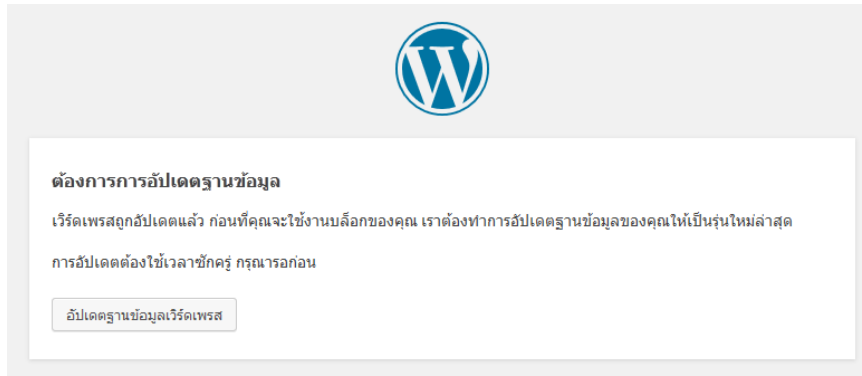 ต้องการการอัปเดตฐานข้อมูล
เวิร์ดเพรสถูกอัปเดตแล้ว ก่อนที่คุณจะใช้งานบล็อกของคุณ เราต้องทำการอัปเดตฐานข้อมูลของคุณให้เป็นรุ่นใหม่ล่าสุด
การอัปเดตต้องใช้เวลาซักครู่ กรุณารอก่อน
อัปเดตฐานข้อมูลเวิร์ดเพรส